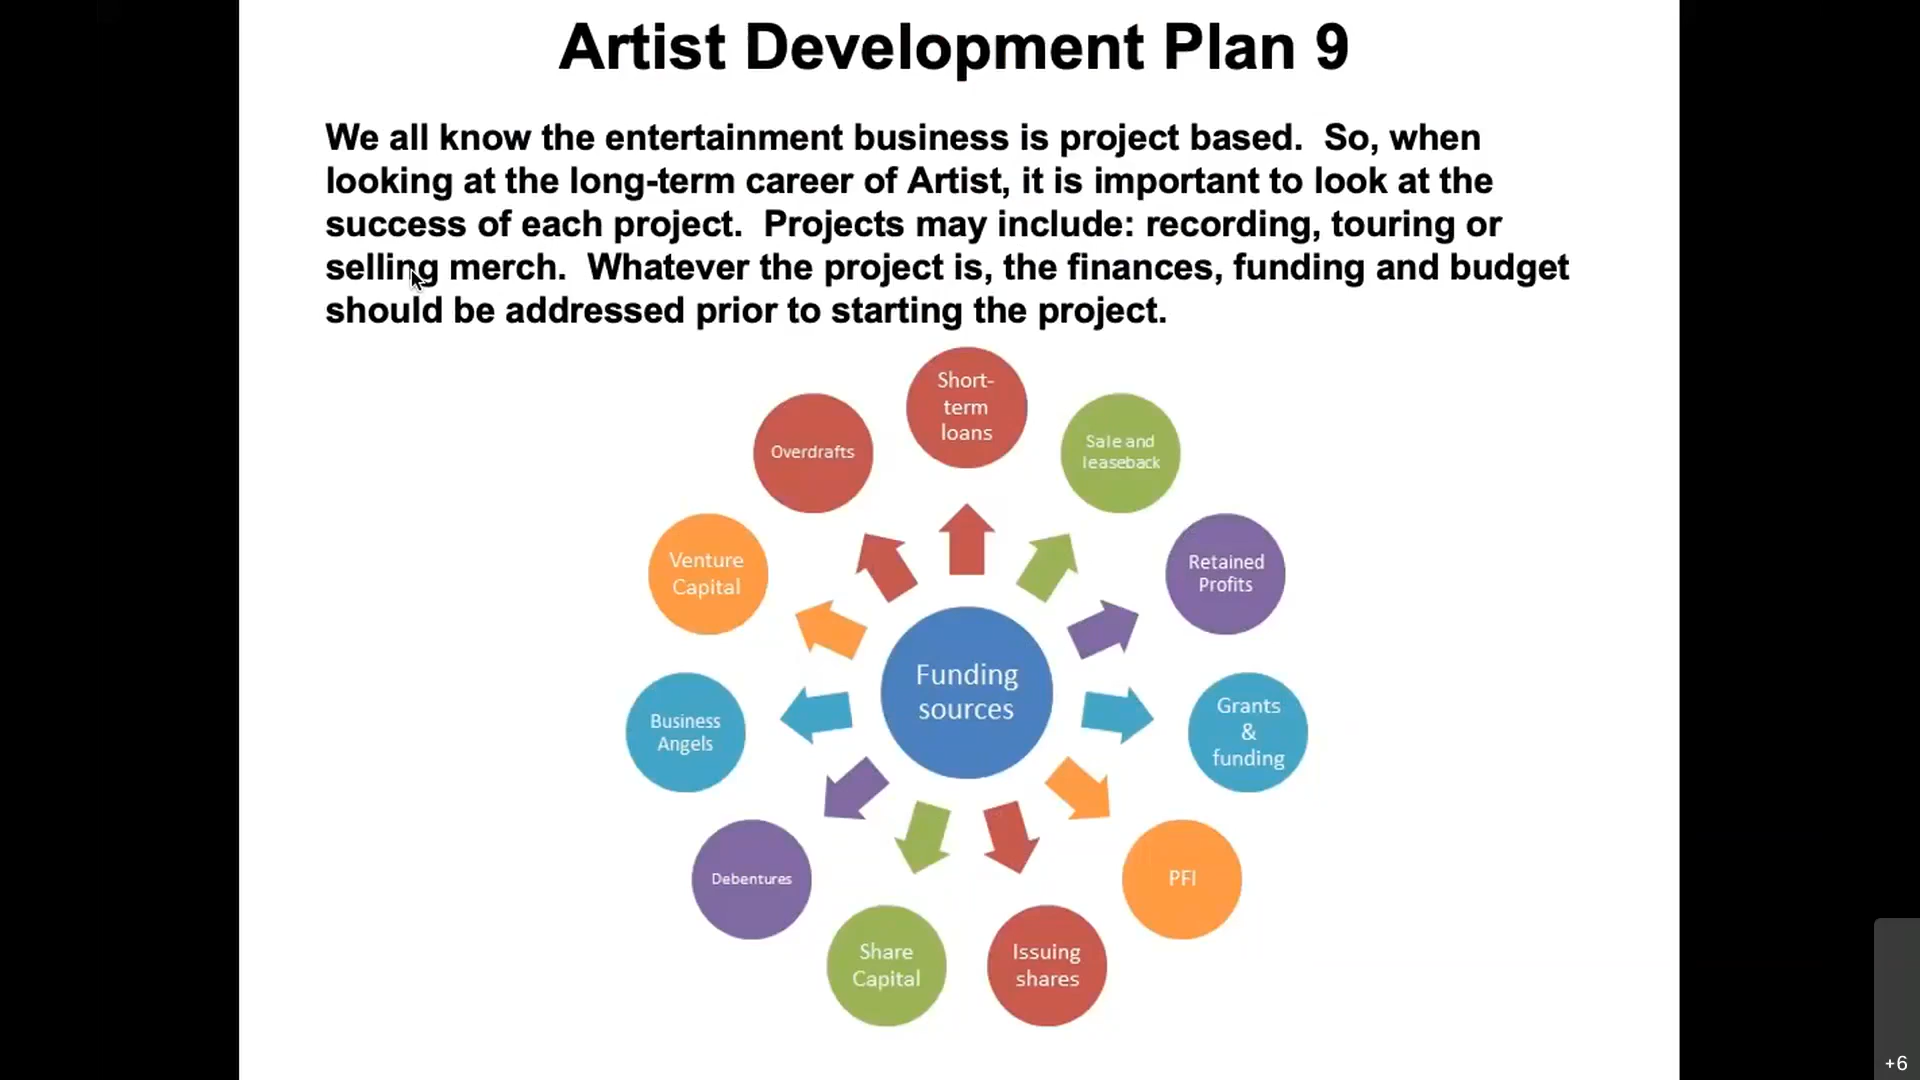 Artist Development Plan 9
We all know the entertainment business is project based.  So, when
looking at the long-term career of Artist, it is important to look at the
success of each project.  Projects may include: recording, touring or
selling merch.  Whatever the project is, the finances, funding and budget
should be addressed prior to starting the project.
Short-
term
loans
Sale and
leaseback
Retained
Profits
Grants
&
funding
PFI
Issuing
shares
Share
Capital
Debentures
Business
Angels
Venture
Capital
Overdrafts
Funding
sources
+6